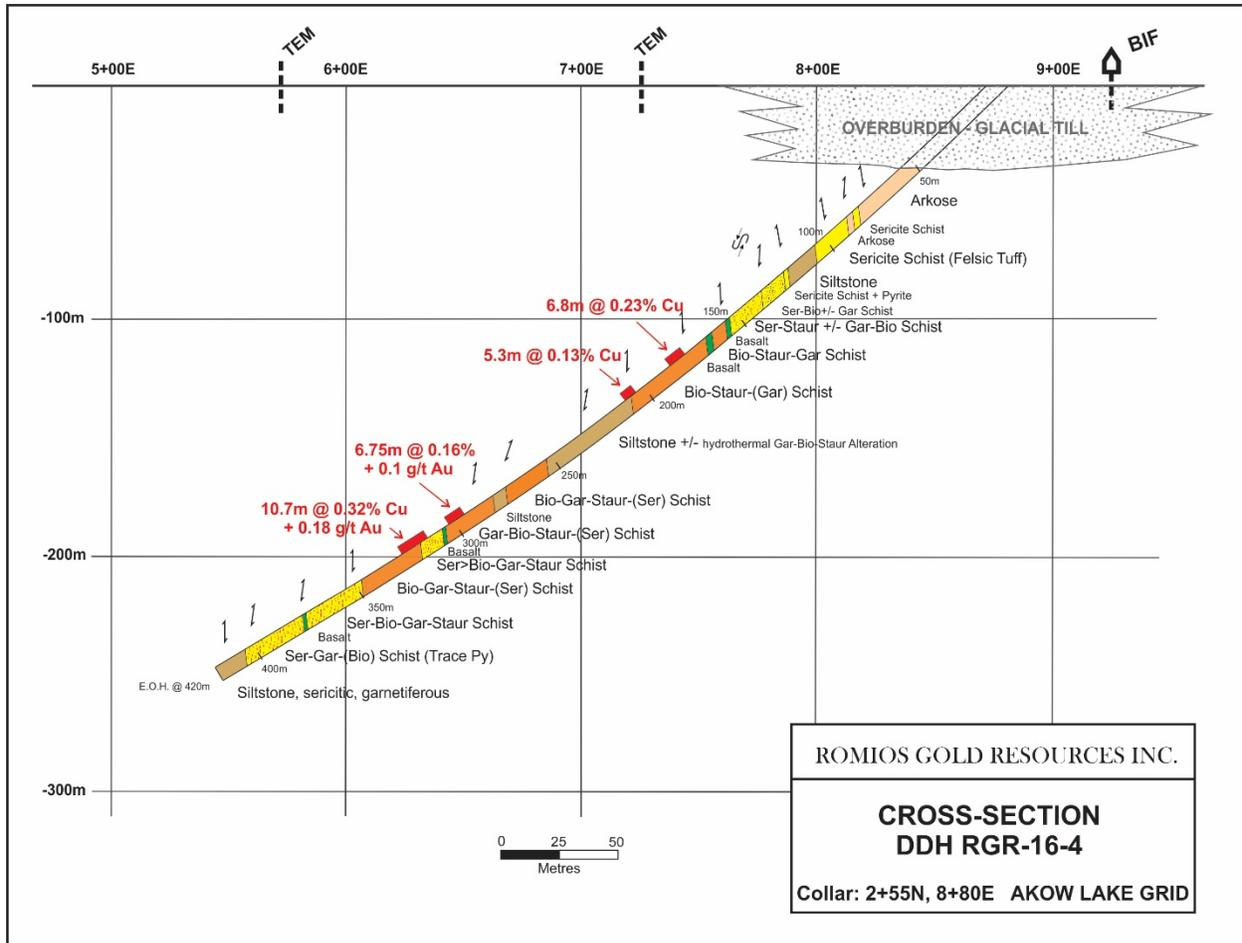 TEM
TEM
BIF
5+00E
6+00E
7+00E
8+00E
9+00E
OVERBURDEN - GLACIAL TILL
50m
Arkose
Sericite Schist
100m
Arkose
Sericite Schist (Felsic Tuff)
Siltstone
Sericite Schist + Pyrite
6.8m @ 0.23% Cu
150m
Ser-Bio+/- Gar Schist
-100m
Ser-Staur +/- Gar-Bio Schist
Basalt
5.3m @ 0.13% Cu
Bio-Staur-Gar Schist
Basalt
Bio-Staur-(Gar) Schist
200m
Siltstone +/- hydrothermal Gar-Bio-Staur Alteration
6.75m @ 0.16%
+ 0.1 g/t Au
250m
Bio-Gar-Staur-(Ser) Schist
10.7m @ 0.32% Cu
+ 0.18 g/t Au
Siltstone
Gar-Bio-Staur-(Ser) Schist
300m
Basalt
-200m
Ser>Bio-Gar-Staur Schist
Bio-Gar-Staur-(Ser) Schist
350m
Ser-Bio-Gar-Staur Schist
Basalt
Ser-Gar-(Bio) Schist (Trace Py)
400m
E.O.H. @ 420m
Siltstone, sericitic, garnetiferous
-300m
0 25 50
Metres
ROMIOS GOLD RESOURCES INC.
CROSS-SECTION
DDH RGR-16-4
Collar: 2+55N, 8+80E AKOW LAKE GRID